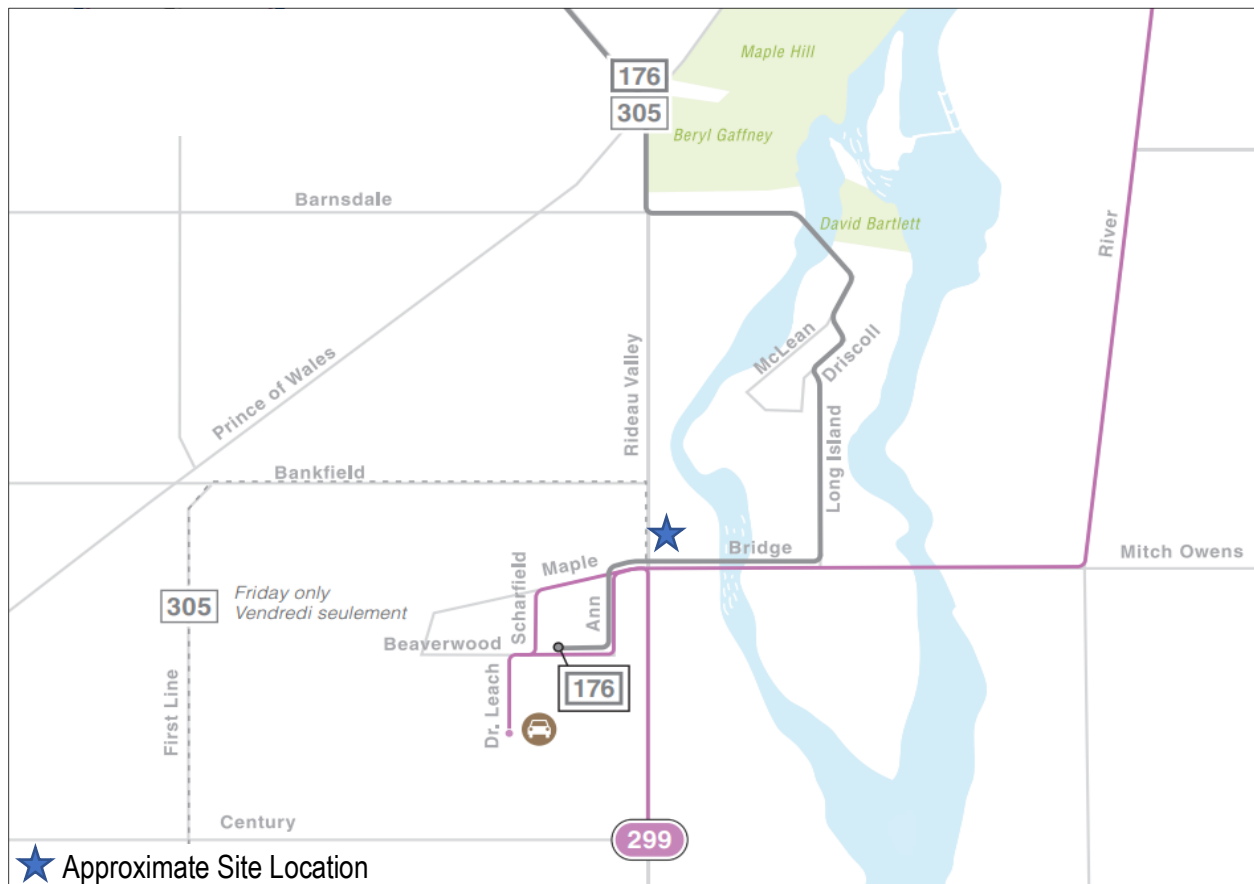 Maple Hill
176
305
Beryl Gaffney
Barnsdale
David Bartlett
River
Rideau Valley
McLean
Driscoll
Prince of Wales
Long Island
Bankfield
Bridge
Mitch Owens
Maple
Scharfield
Ann
305
Friday only
Vendredi seulement
Beaverwood
First Line
Dr. Leach
176
Century
299
Approximate Site Location